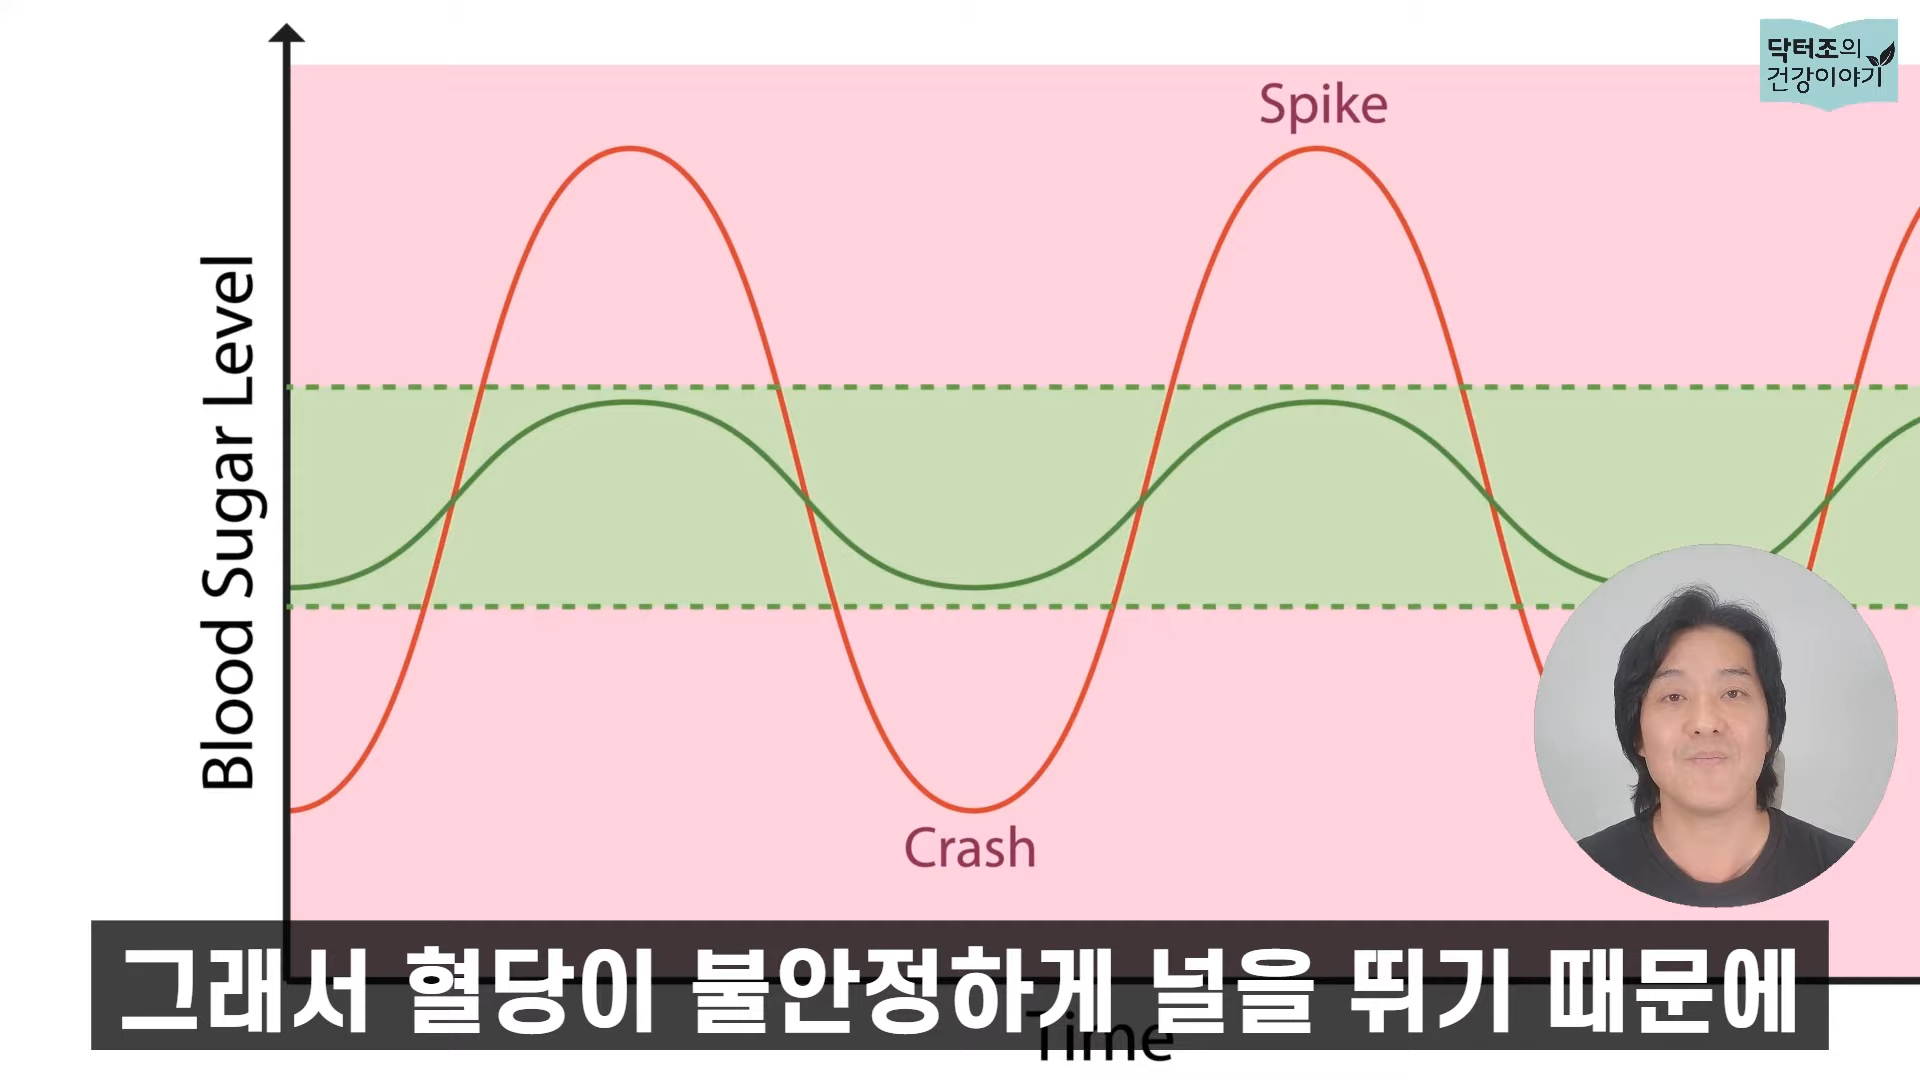 닥터조의
건강이야기
Spike
Blood Sugar Level
Crash
그래서 혈당이 불안정하게 널을 뛰기 때문에
Time